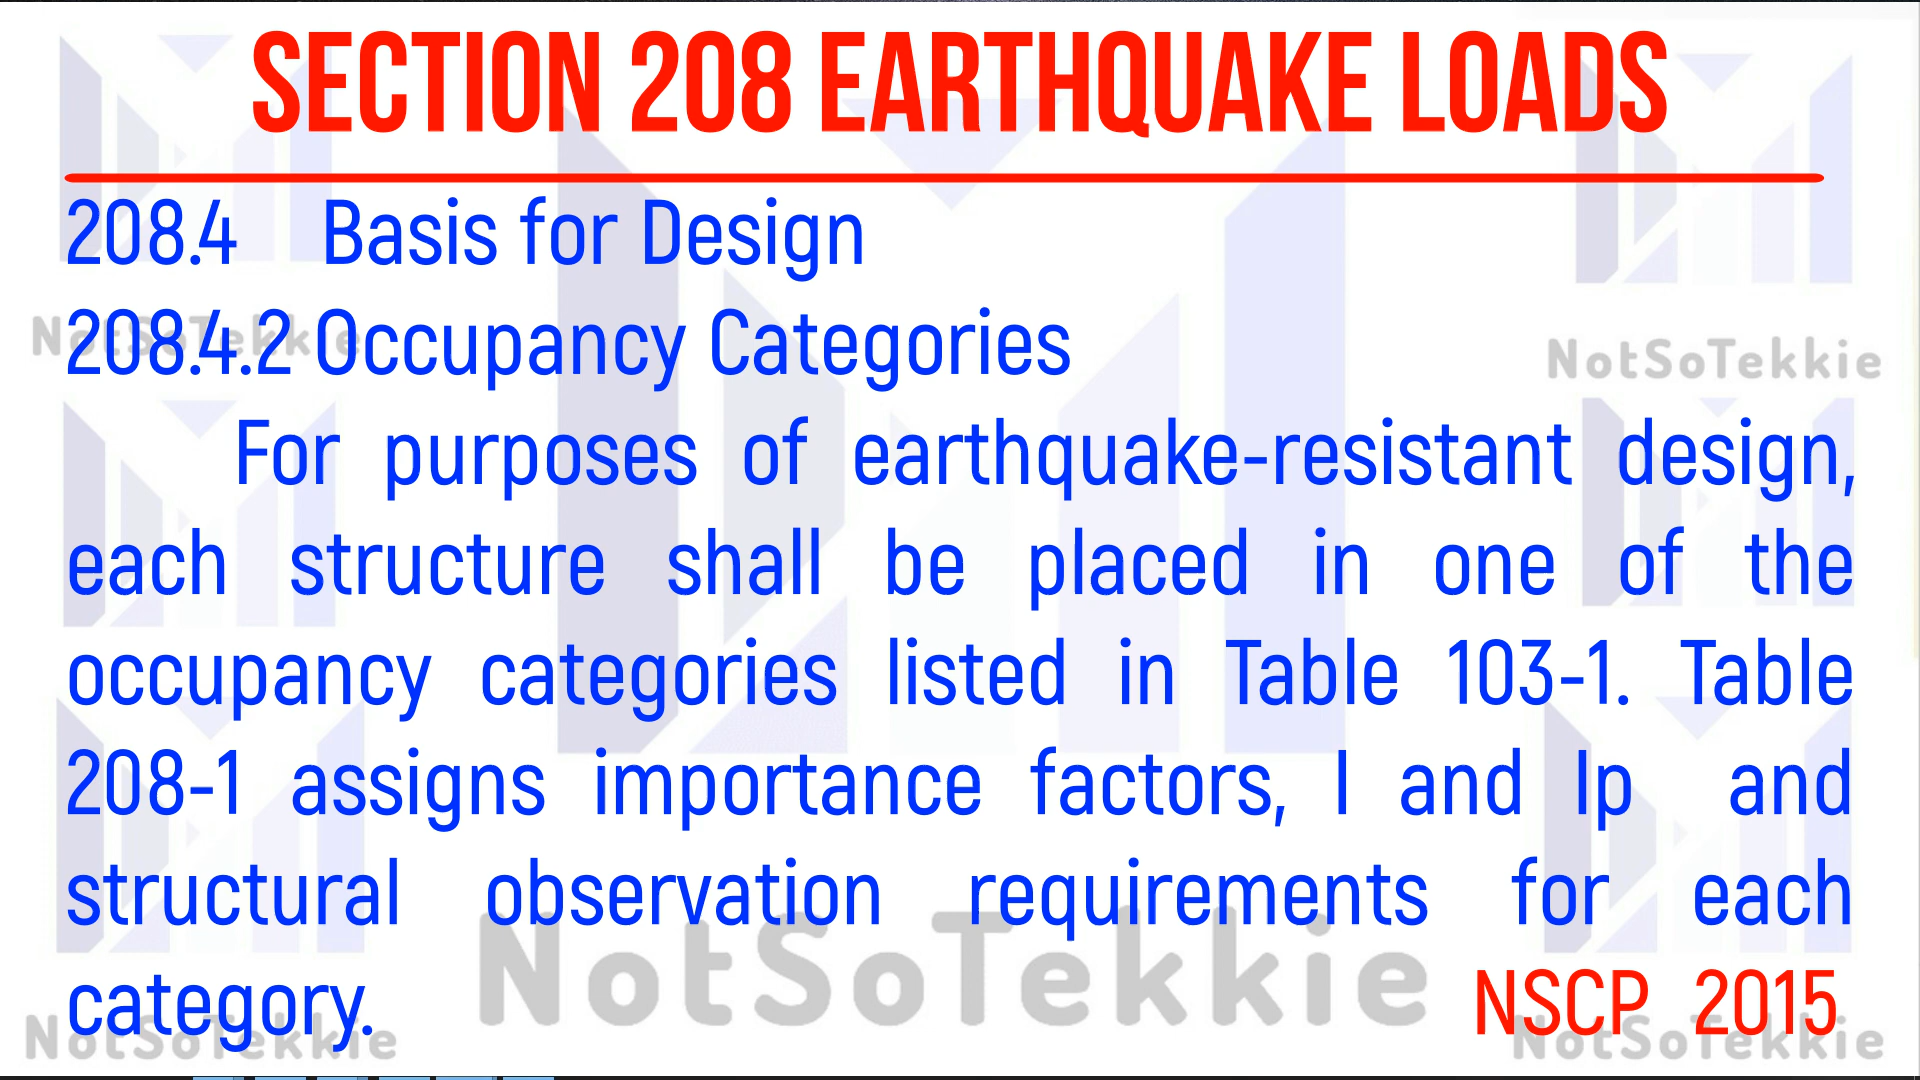 SECTION 208 EARTHQUAKE LOADS
208.4 Basis for Design
208.4.2 Occupancy Categories
For purposes of earthquake-resistant design,
each structure shall be placed in one of the
occupancy categories listed in Table 103-1. Table
208-1 assigns importance factors, I and Ip and
structural observation requirements for each
category. NSCP 2015
NotSoTekkie
NotSoTekkie
NotSoTekkie
NotSoTekkie
NotSoTekkie